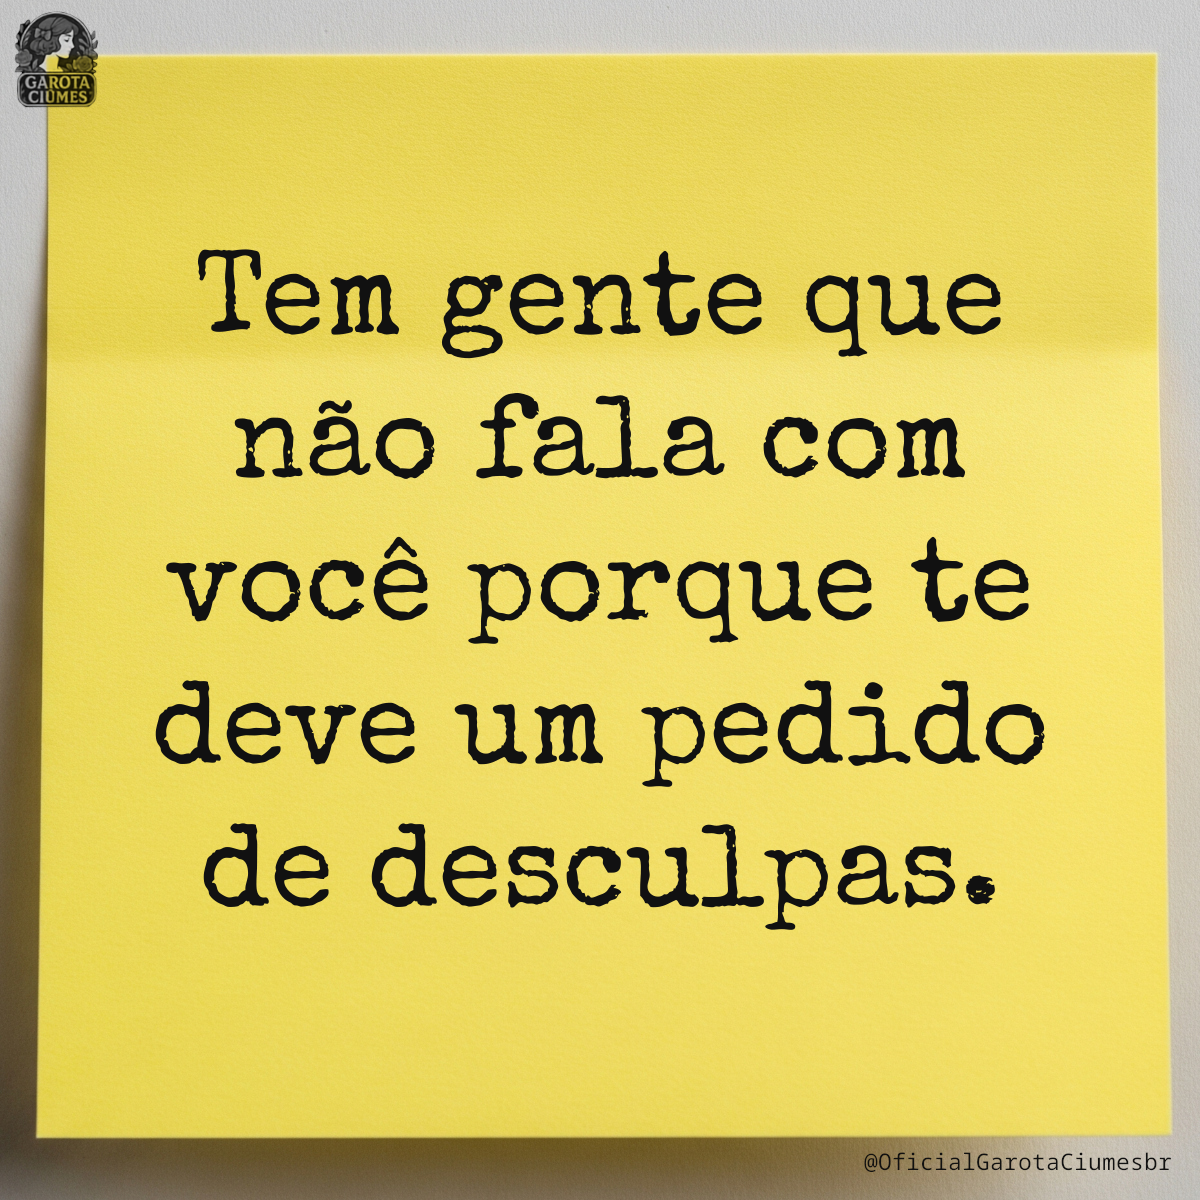 GAROTA
CIÚMES
Tem gente que
não fala com
você porque te
deve um pedido
de desculpas.
@OficialGarotaCiumesbr